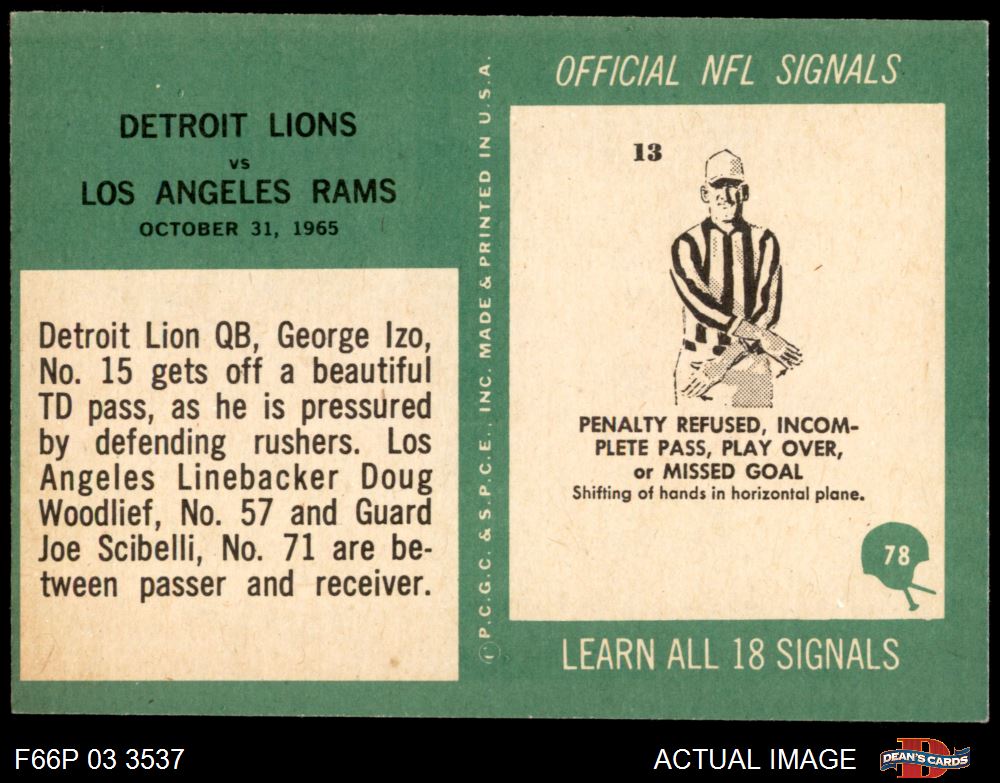 DETROIT LIONS
vs
LOS ANGELES RAMS
OCTOBER 31, 1965
Detroit Lion QB, George Izo,
No. 15 gets off a beautiful
TD pass, as he is pressured
by defending rushers. Los
Angeles Linebacker Doug
Woodlief, No. 57 and Guard
Joe Scibelli, No. 71 are be-
tween passer and receiver.
© P.C.G.C. & S.P.C.E., INC. MADE & PRINTED IN U.S.A.
OFFICIAL NFL SIGNALS
13
PENALTY REFUSED, INCOM-
PLETE PASS, PLAY OVER,
or MISSED GOAL
Shifting of hands in horizontal plane.
78
LEARN ALL 18 SIGNALS
F66P 03 3537
ACTUAL IMAGE
DEAN'S CARDS